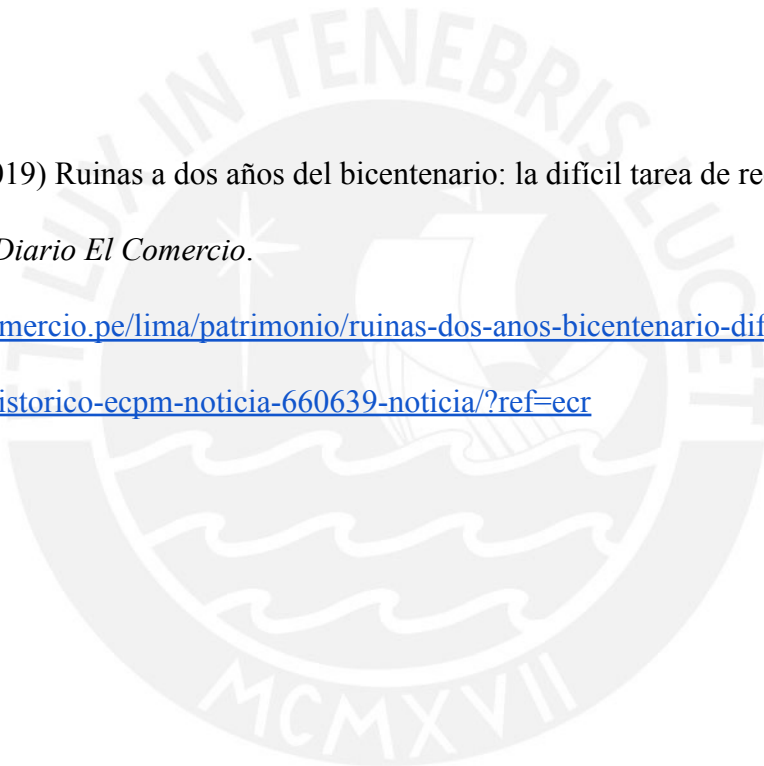 019) Ruinas a dos años del bicentenario: la difícil tarea de re
Diario El Comercio.
mercio.pe/lima/patrimonio/ruinas-dos-anos-bicentenario-dif
istorico-ecpm-noticia-660639-noticia/?ref=ecr
ET LUX IN TENEBRIS LUCET
MCMXVII